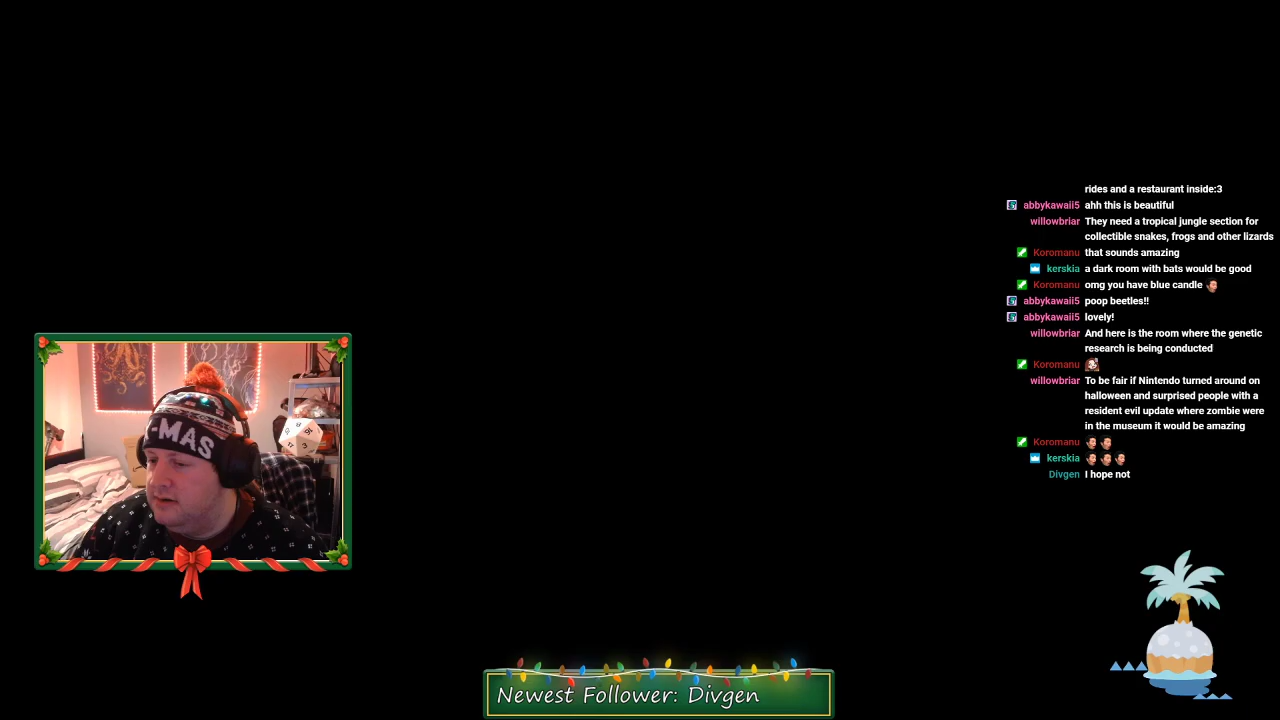 rides and a restaurant inside:3
abbykawaii5 ahh this is beautiful
willowbriar They need a tropical jungle section for
collectible snakes, frogs and other lizards
Koromanu that sounds amazing
kerskia a dark room with bats would be good
Koromanu omg you have blue candle
abbykawaii5 poop beetles!!
abbykawaii5 lovely!
willowbriar And here is the room where the genetic
research is being conducted
Koromanu
willowbriar To be fair if Nintendo turned around on
halloween and surprised people with a
resident evil update where zombie were
in the museum it would be amazing
Koromanu
kerskia
Divgen I hope not
-MAS
Newest Follower: Divgen